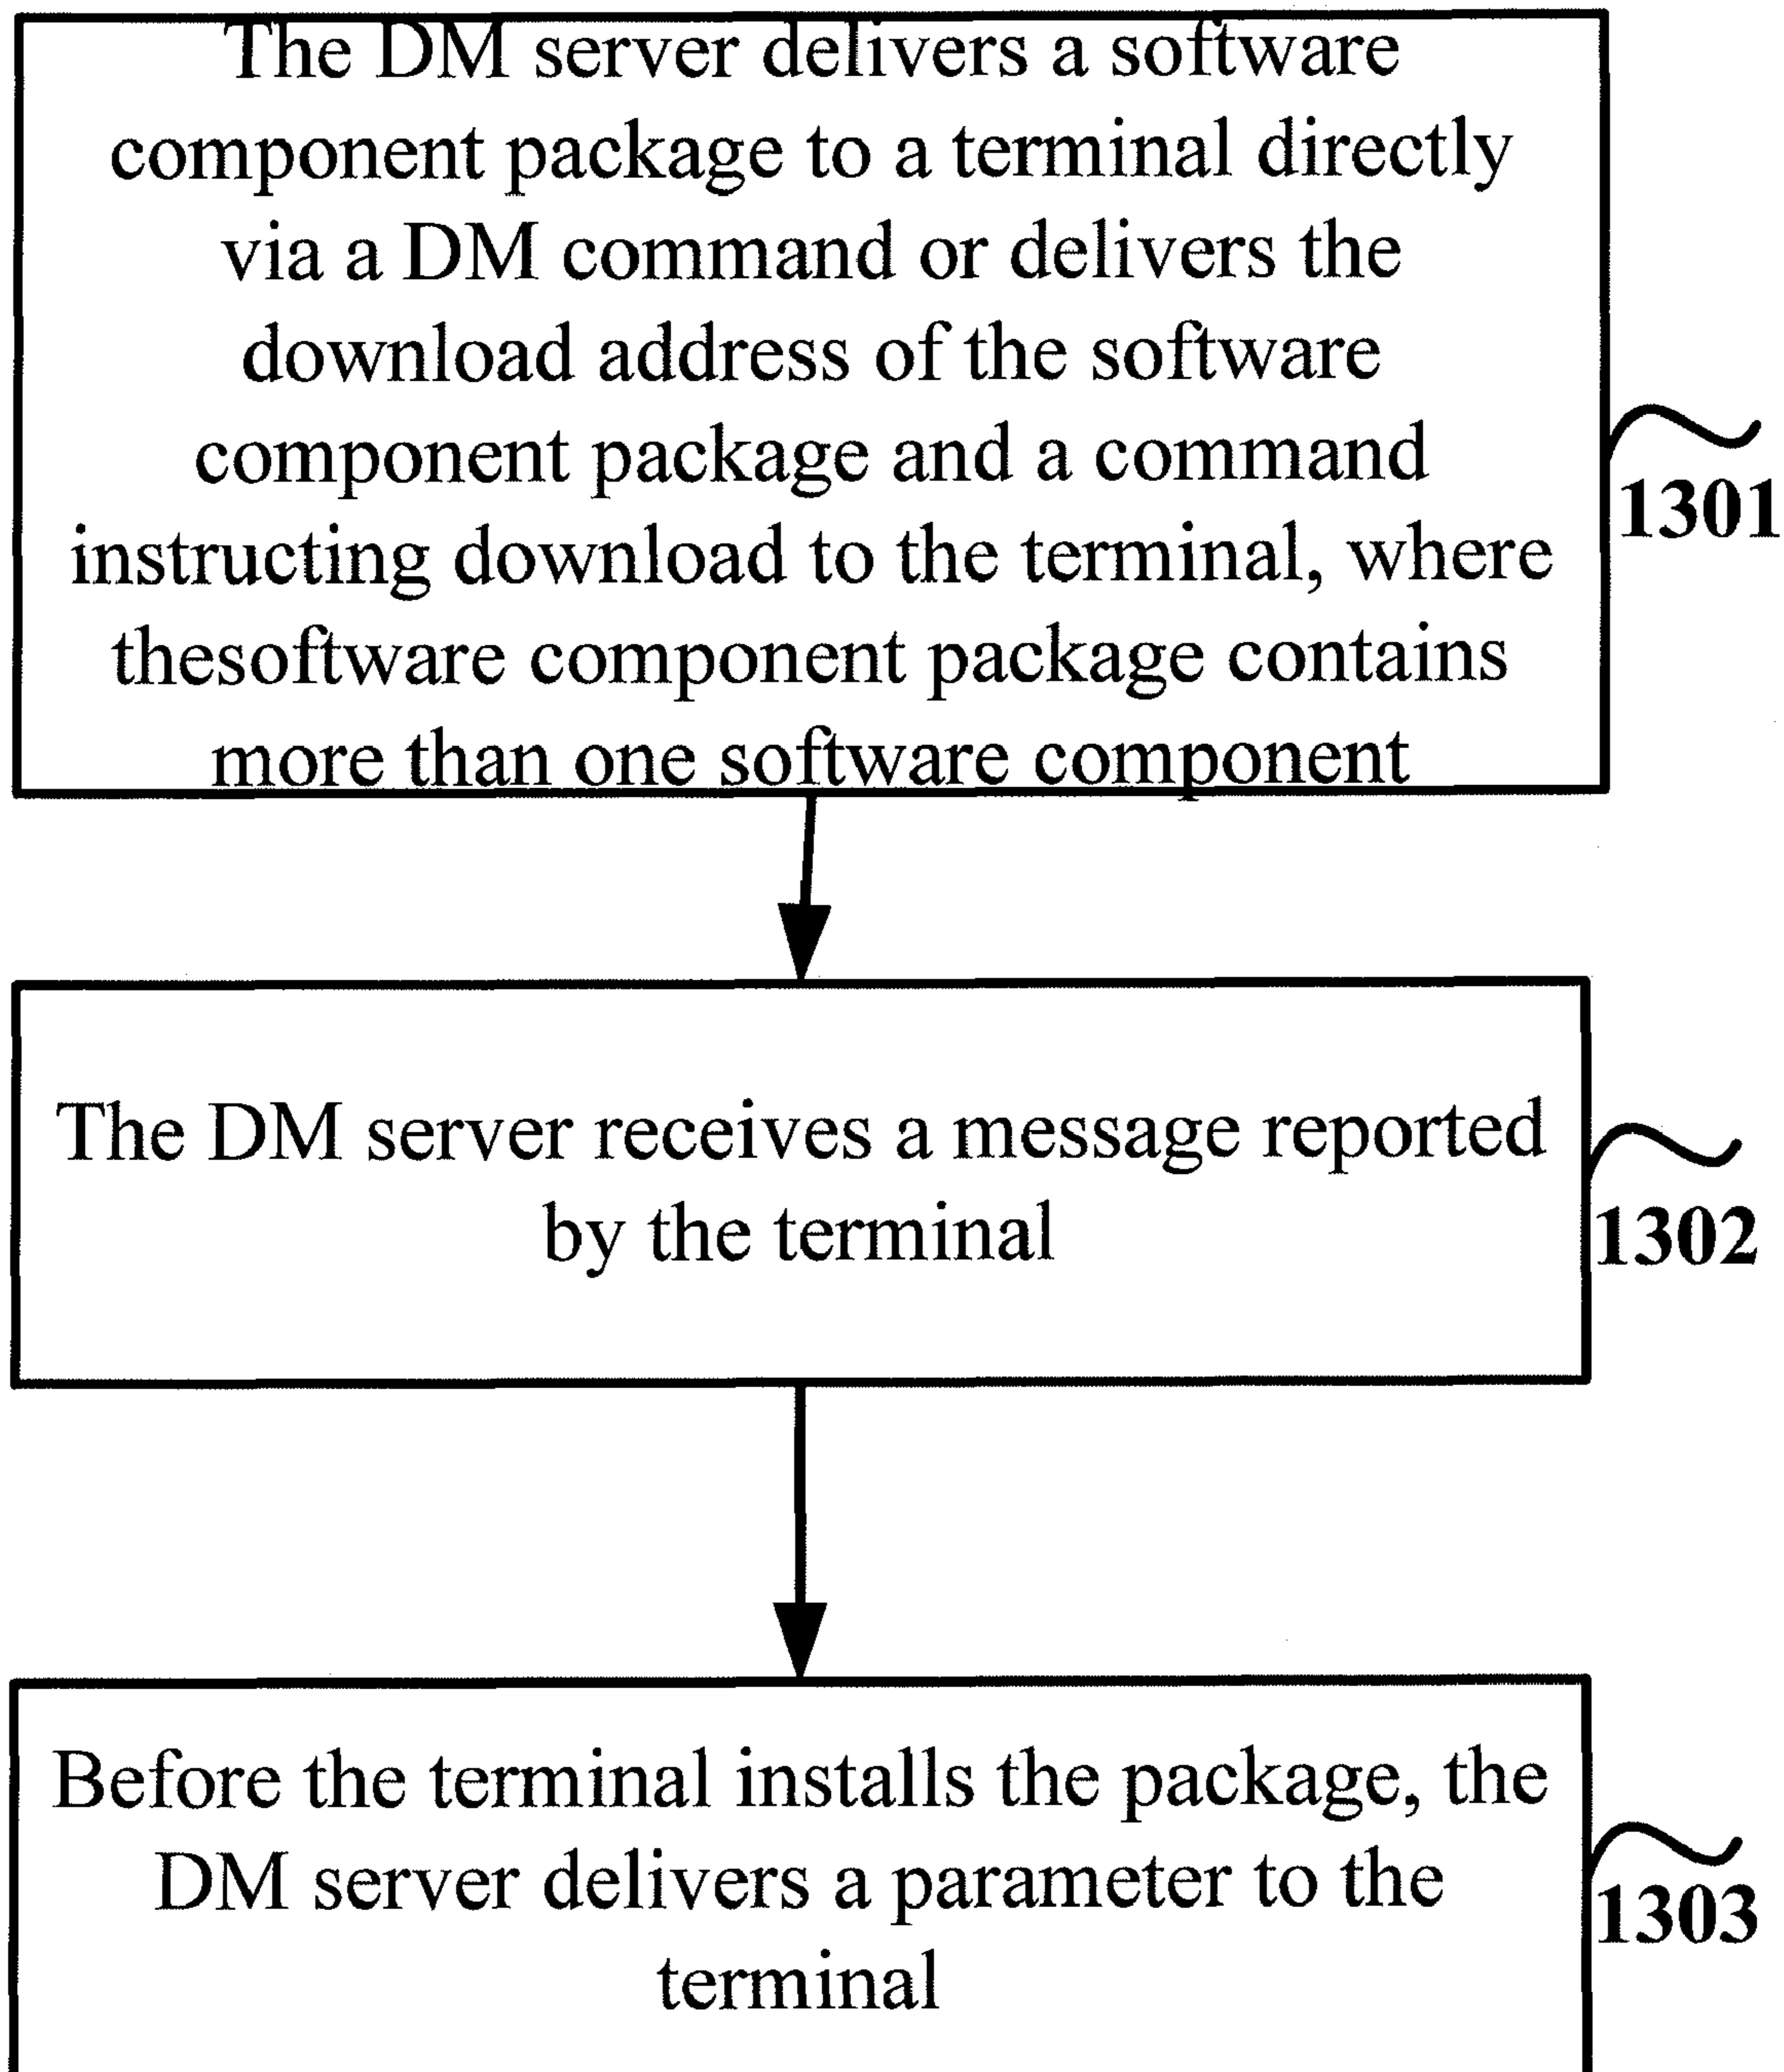 The DM server delivers a software
component package to a terminal directly
via a DM command or delivers the
download address of the software
component package and a command
instructing download to the terminal, where
thesoftware component package contains
more than one software component
1301
The DM server receives a message reported
by the terminal
1302
Before the terminal installs the package, the
DM server delivers a parameter to the
terminal
1303